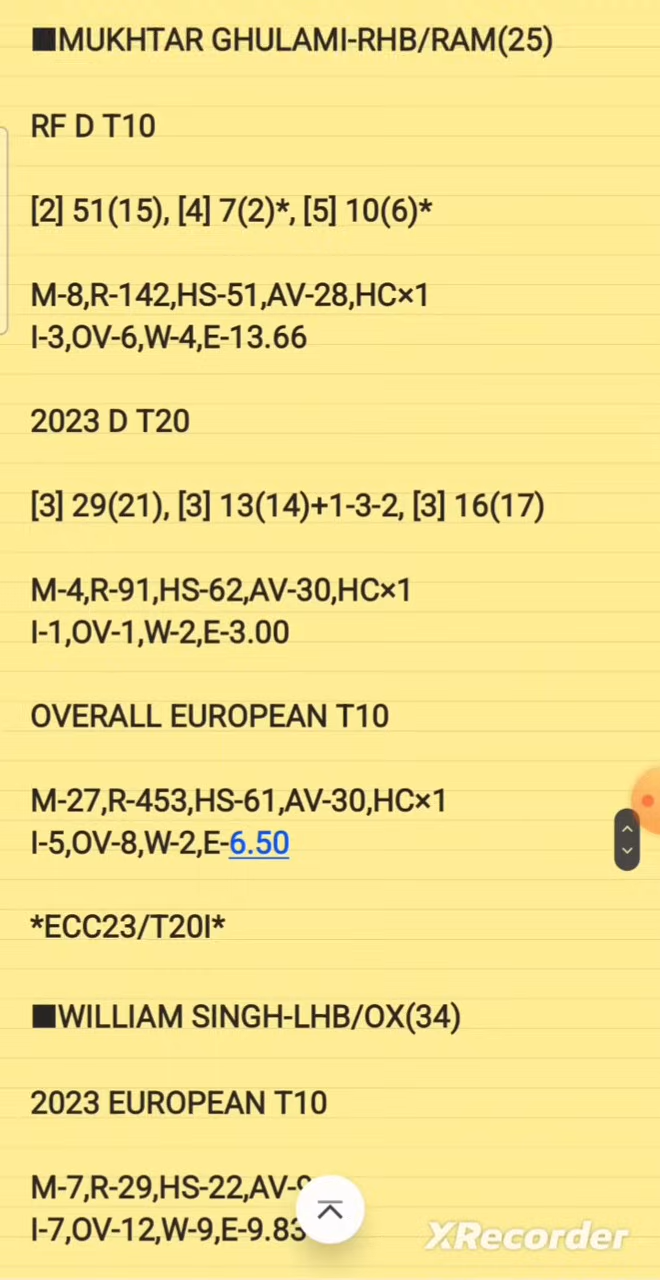 ■MUKHTAR GHULAMI-RHB/RAM(25)
RF D T10
[2] 51(15), [4] 7(2)*, [5] 10(6)*
M-8,R-142,HS-51,AV-28,HC×1
I-3,OV-6,W-4,E-13.66
2023 D T20
[3] 29(21), [3] 13(14)+1-3-2, [3] 16(17)
M-4,R-91,HS-62,AV-30,HC×1
I-1,OV-1,W-2,E-3.00
OVERALL EUROPEAN T10
M-27,R-453,HS-61,AV-30,HC×1
I-5,OV-8,W-2,E-6.50
*ECC23/T20I*
■WILLIAM SINGH-LHB/OX(34)
2023 EUROPEAN T10
M-7,R-29,HS-22,AV-
I-7,OV-12,W-9,E-9.83
XRecorder